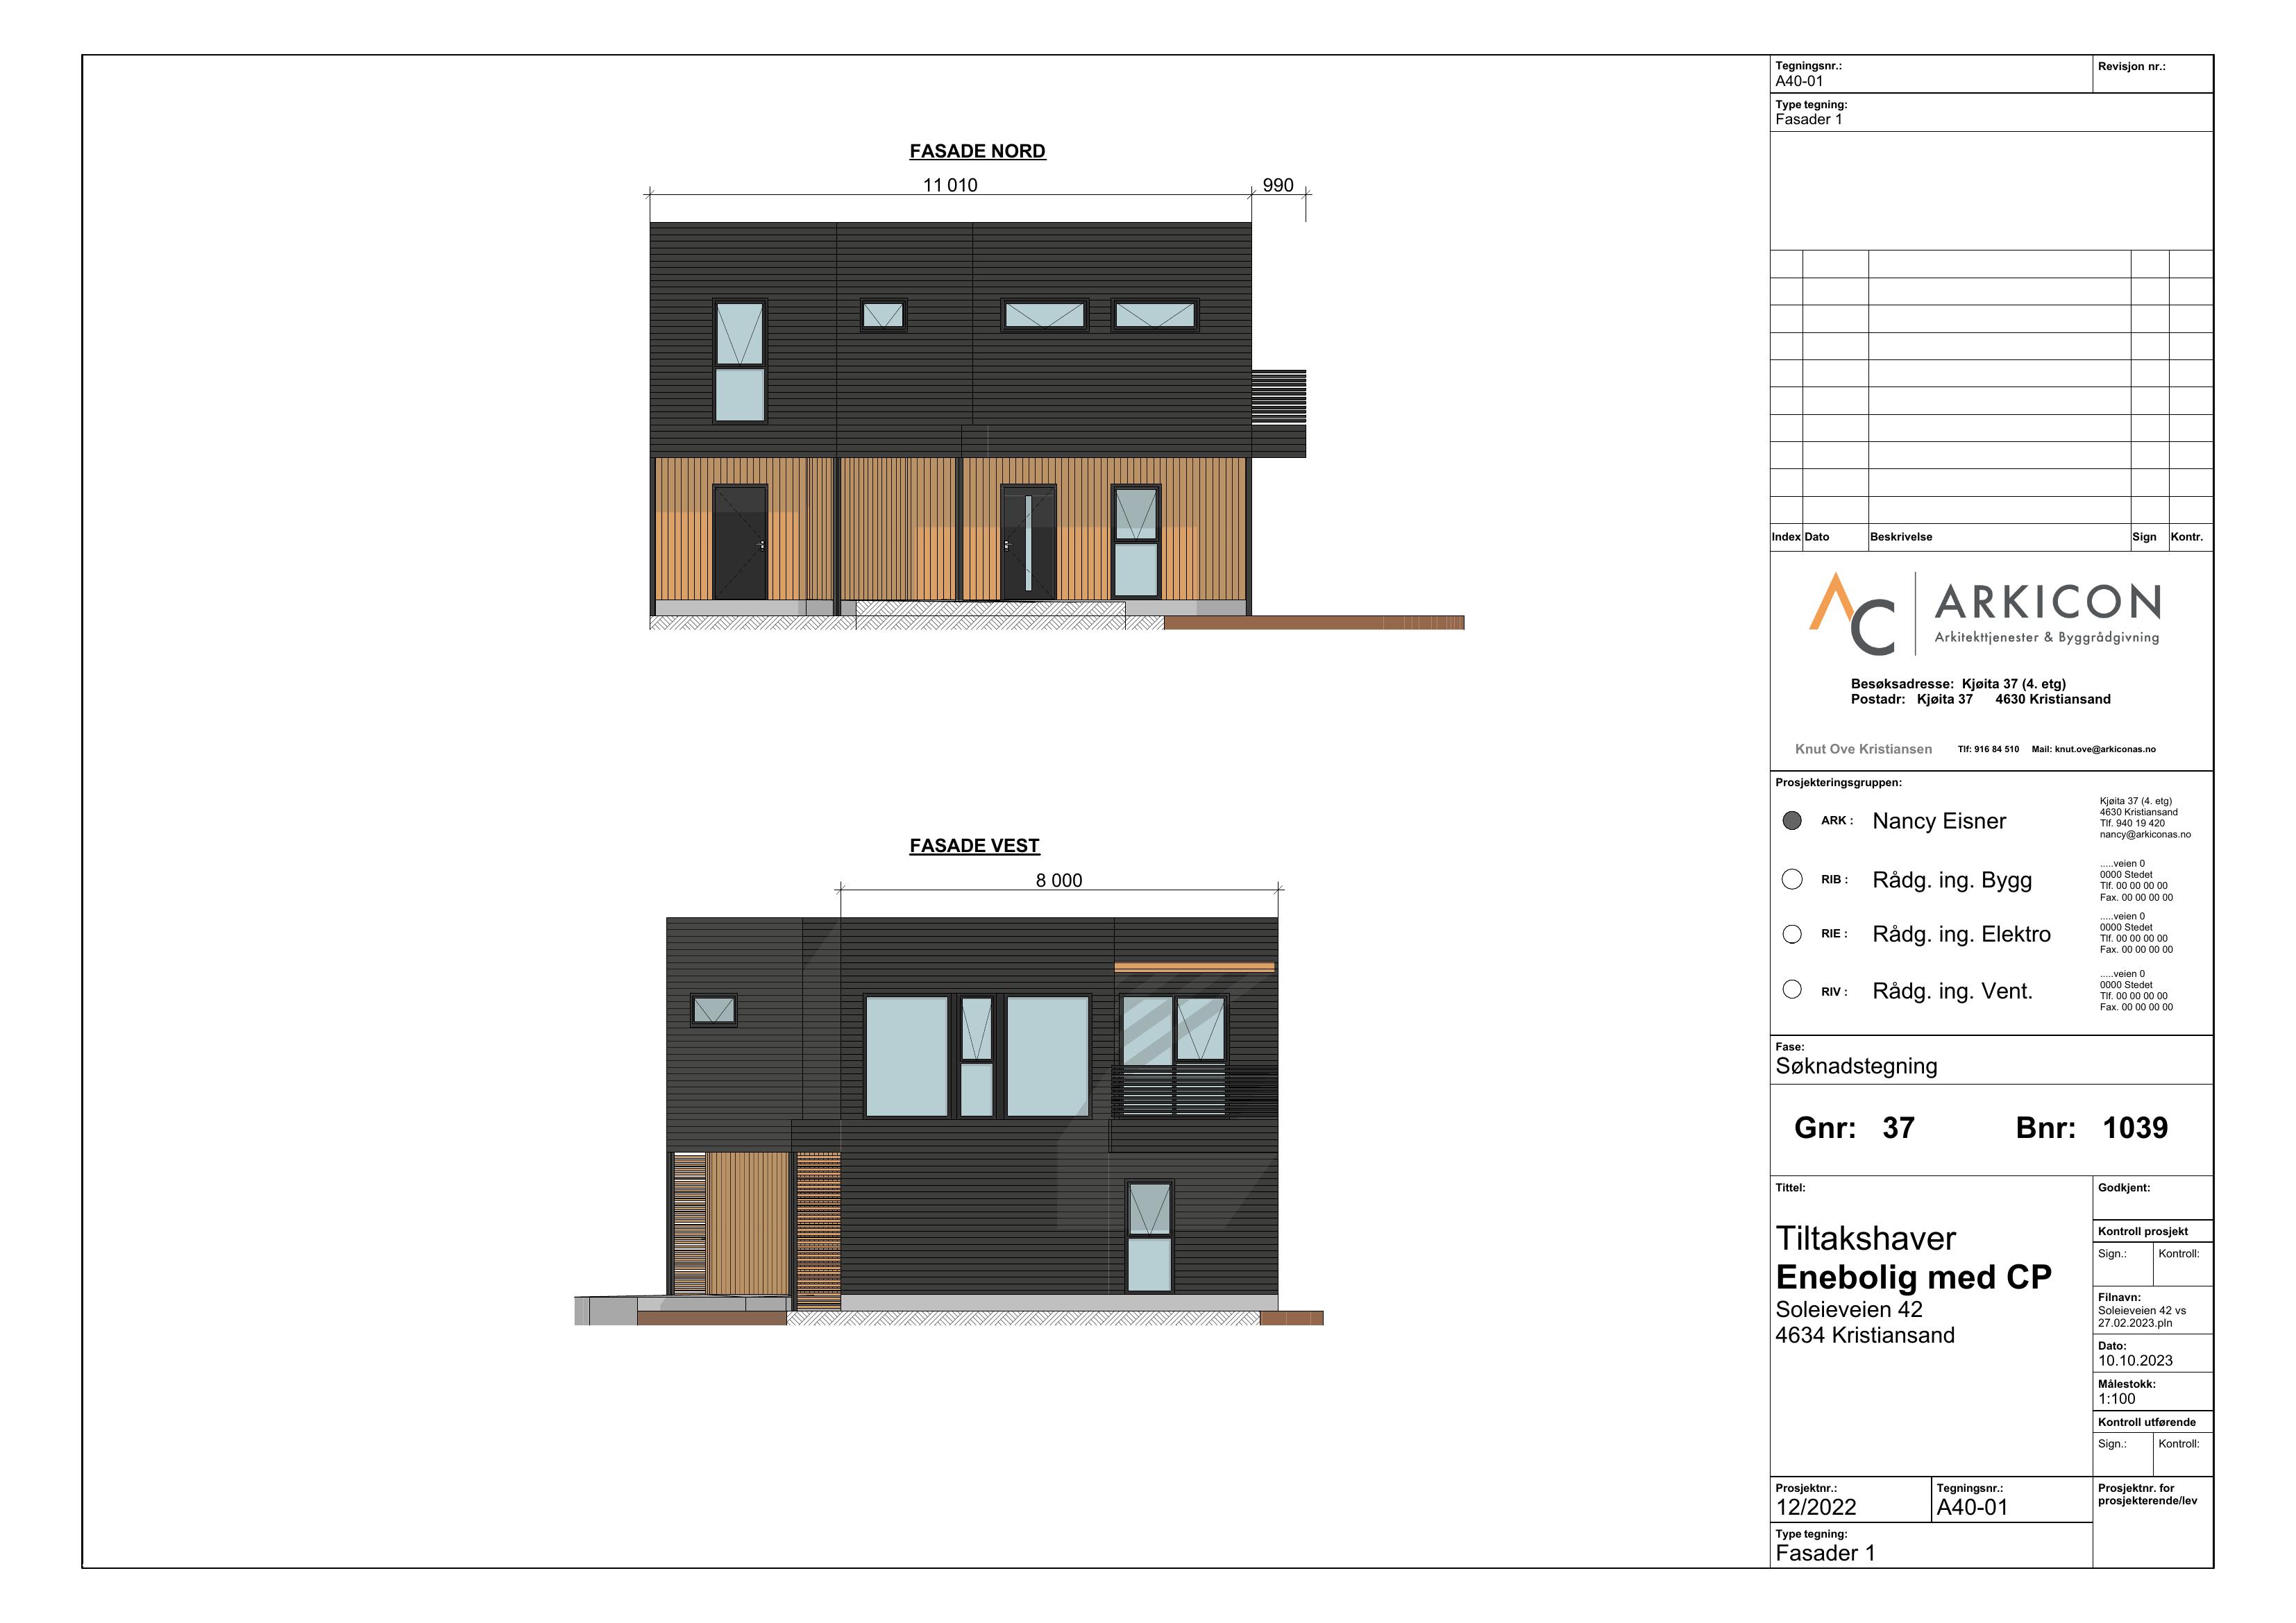 FASADE NORD
11 010
990
FASADE VEST
8 000
Tegningsnr.:
A40-01
Revisjon nr.:
Type tegning:
Fasader 1
Index Dato Beskrivelse Sign Kontr.
AC ARKICON
Arkitekttjenester & Byggrådgivning
Besøksadresse: Kjøita 37 (4. etg)
Postadr: Kjøita 37 4630 Kristiansand
Knut Ove Kristiansen Tlf: 916 84 510 Mail: knut.ove@arkiconas.no
Prosjekteringsgruppen:
ARK : Nancy Eisner
Kjøita 37 (4. etg)
4630 Kristiansand
Tlf. 940 19 420
nancy@arkiconas.no
RIB : Rådg. ing. Bygg
.....veien 0
0000 Stedet
Tlf. 00 00 00 00
Fax. 00 00 00 00
RIE : Rådg. ing. Elektro
.....veien 0
0000 Stedet
Tlf. 00 00 00 00
Fax. 00 00 00 00
RIV : Rådg. ing. Vent.
.....veien 0
0000 Stedet
Tlf. 00 00 00 00
Fax. 00 00 00 00
Fase:
Søknadstegning
Gnr: 37 Bnr: 1039
Tittel:
Tiltakshaver
Enebolig med CP
Soleieveien 42
4634 Kristiansand
Godkjent:
Kontroll prosjekt
Sign.: Kontroll:
Filnavn:
Soleieveien 42 vs
27.02.2023.pln
Dato:
10.10.2023
Målestokk:
1:100
Kontroll utførende
Sign.: Kontroll:
Prosjektnr.:
12/2022
Tegningsnr.:
A40-01
Prosjektnr. for
prosjekterende/lev
Type tegning:
Fasader 1